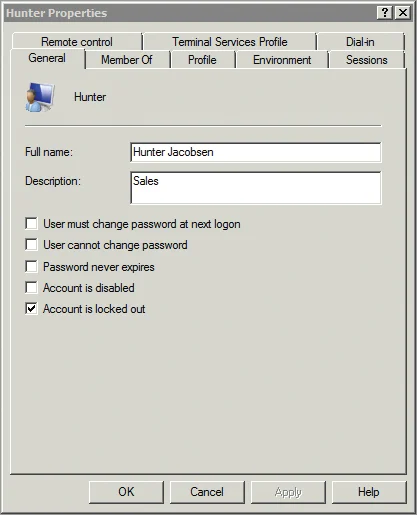 Hunter Properties
Remote control Terminal Services Profile Dial-in
General Member Of Profile Environment Sessions
Hunter
Full name: Hunter Jacobsen
Description: Sales
User must change password at next logon
User cannot change password
Password never expires
Account is disabled
Account is locked out
OK Cancel Apply Help